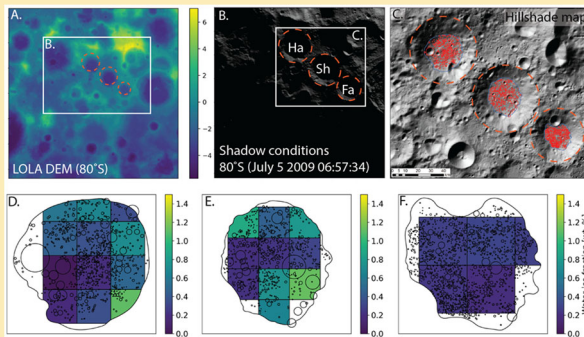 A.
B.
6
4
2
0
-2
-4
LOLA DEM (80°S)
B.
C.
Ha
Sh
Fa
Shadow conditions
80°S (July 5 2009 06:57:34)
C.
Hillshade map
D.
1.4
1.2
1.0
0.8
0.6
0.4
0.2
0.0
E.
1.4
1.2
1.0
0.8
0.6
0.4
0.2
0.0
F.
1.4
1.2
1.0
0.8
0.6
0.4
0.2
0.0